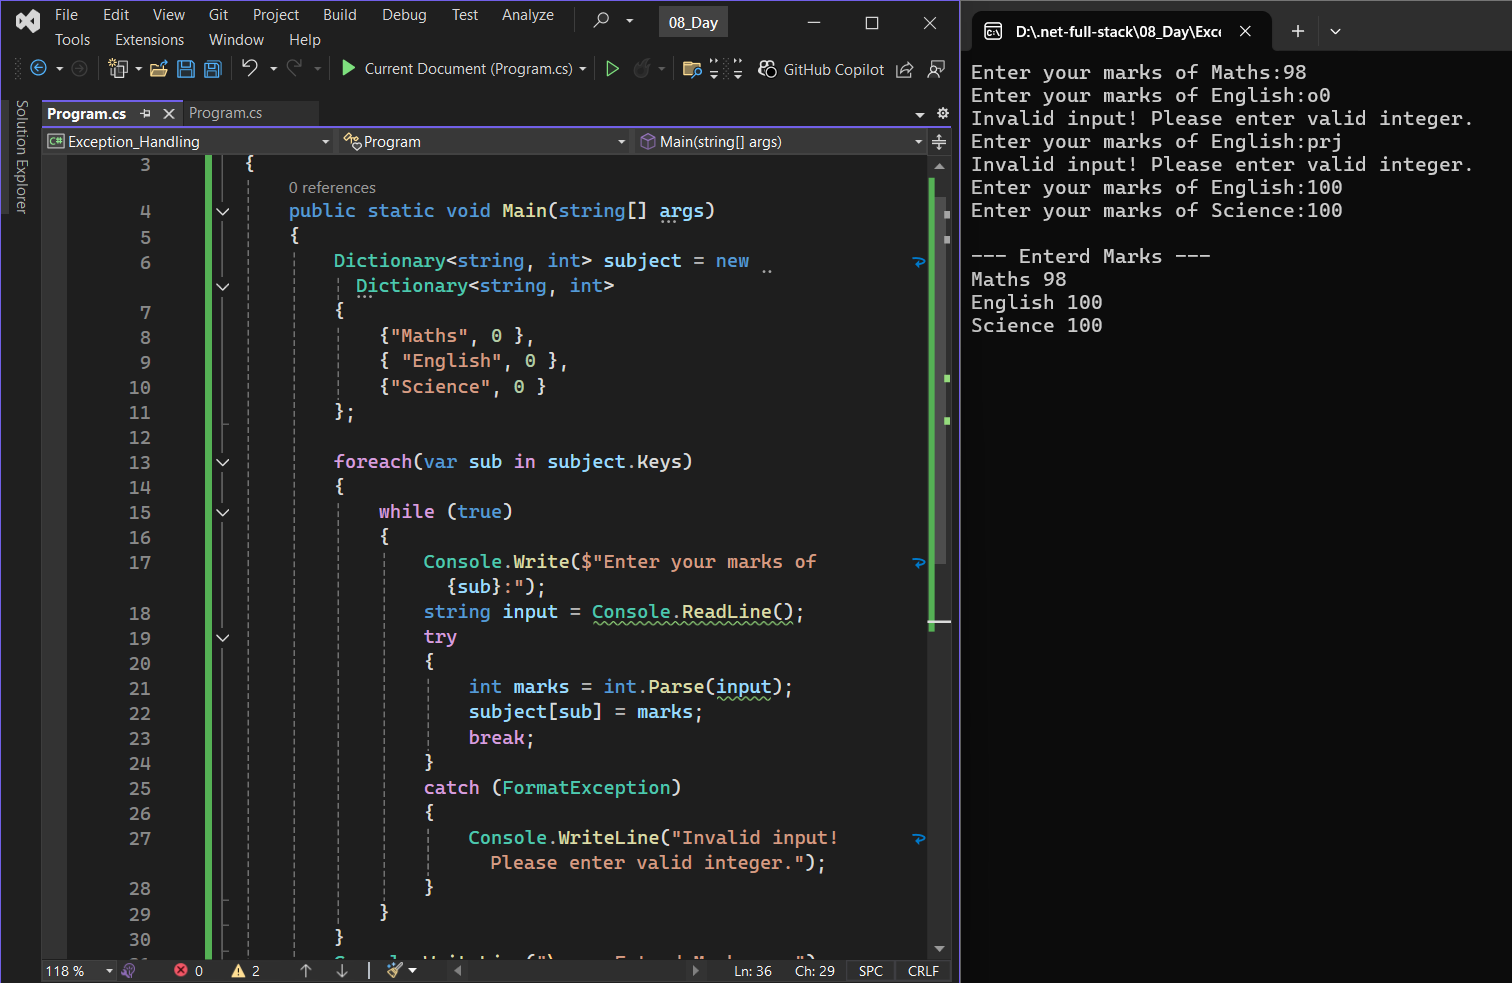 File Edit View Git Project Build Debug Test Analyze 08_Day
Tools Extensions Window Help
Current Document (Program.cs) GitHub Copilot
Solution Explorer
Program.cs Program.cs
C# Exception_Handling Program Main(string[] args)
3 {
0 references
4 public static void Main(string[] args)
5 {
6 Dictionary<string, int> subject = new
Dictionary<string, int>
7 {
8 {"Maths", 0 },
9 { "English", 0 },
10 {"Science", 0 }
11 };
12
13 foreach(var sub in subject.Keys)
14 {
15 while (true)
16 {
17 Console.Write($"Enter your marks of
{sub}:");
18 string input = Console.ReadLine();
19 try
20 {
21 int marks = int.Parse(input);
22 subject[sub] = marks;
23 break;
24 }
25 catch (FormatException)
26 {
27 Console.WriteLine("Invalid input!
Please enter valid integer.");
28 }
29 }
30 }
118 % 0 2 Ln: 36 Ch: 29 SPC CRLF
D:\.net-full-stack\08_Day\Exce
Enter your marks of Maths:98
Enter your marks of English:o0
Invalid input! Please enter valid integer.
Enter your marks of English:prj
Invalid input! Please enter valid integer.
Enter your marks of English:100
Enter your marks of Science:100
--- Enterd Marks ---
Maths 98
English 100
Science 100